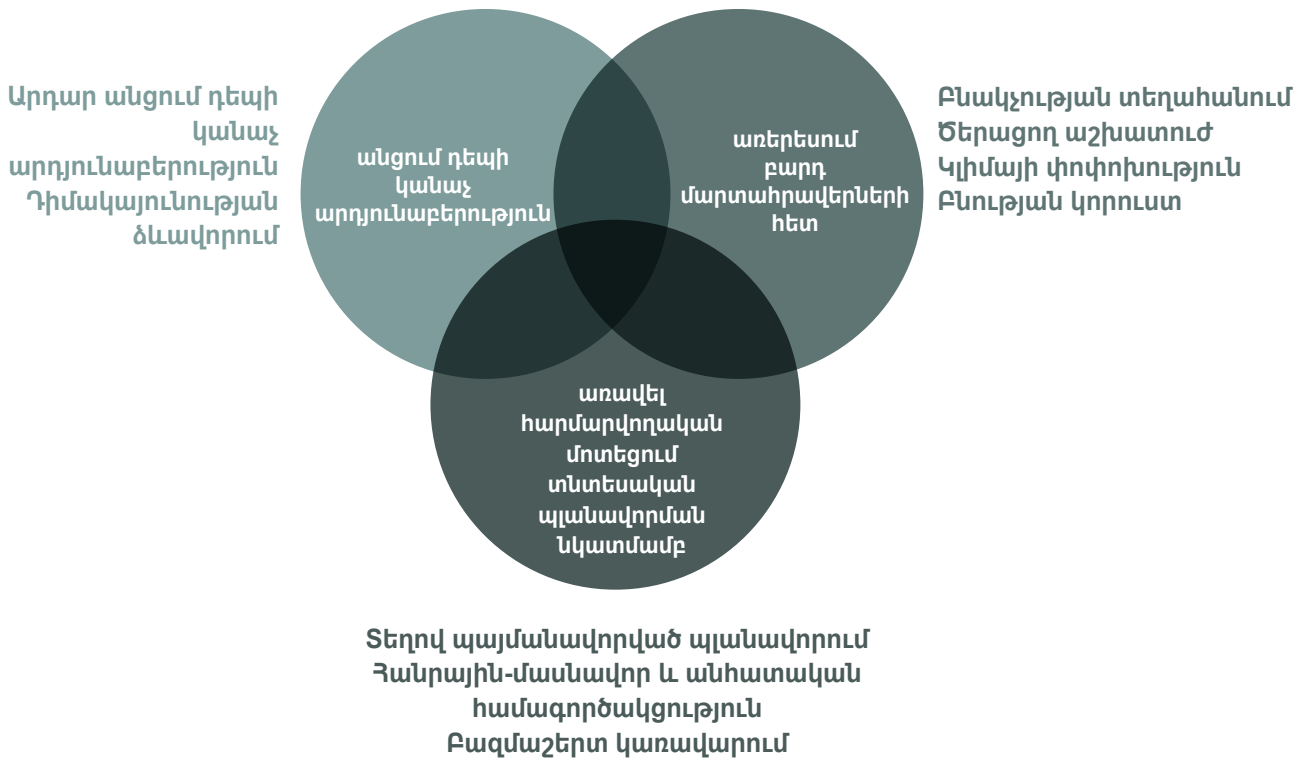 Արդար անցում դեպի
կանաչ
արդյունաբերություն
Դիմակայունության
ձևավորում
անցում դեպի
կանաչ
արդյունաբերություն
առերեսում
բարդ
մարտահրավերների
հետ
Բնակչության տեղահանում
Ծերացող աշխատուժ
Կլիմայի փոփոխություն
Բնության կորուստ
առավել
հարմարվողական
մոտեցում
տնտեսական
պլանավորման
նկատմամբ
Տեղով պայմանավորված պլանավորում
Հանրային-մասնավոր և անհատական
համագործակցություն
Բազմաշերտ կառավարում